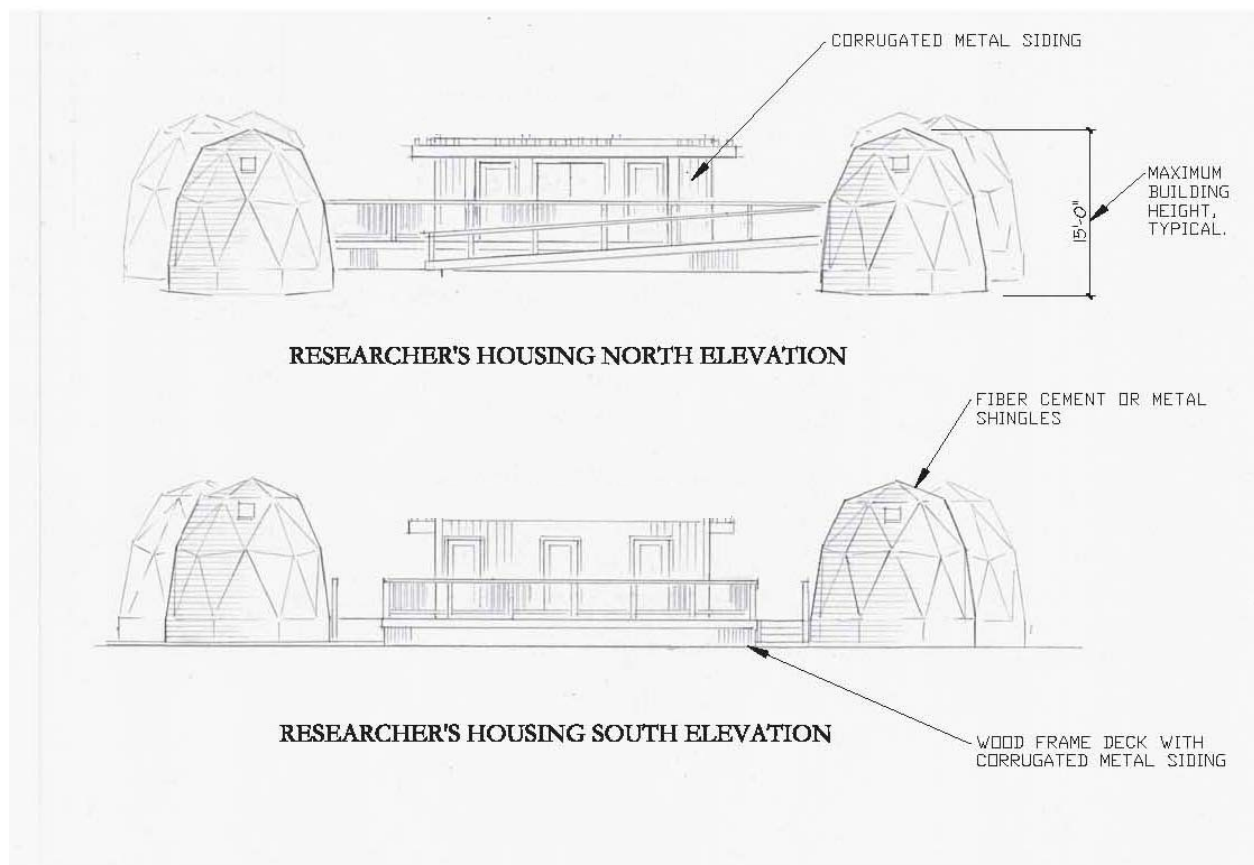 CORRUGATED METAL SIDING
MAXIMUM
BUILDING
HEIGHT,
TYPICAL.
15'-0"
RESEARCHER'S HOUSING NORTH ELEVATION
FIBER CEMENT OR METAL
SHINGLES
RESEARCHER'S HOUSING SOUTH ELEVATION
WOOD FRAME DECK WITH
CORRUGATED METAL SIDING